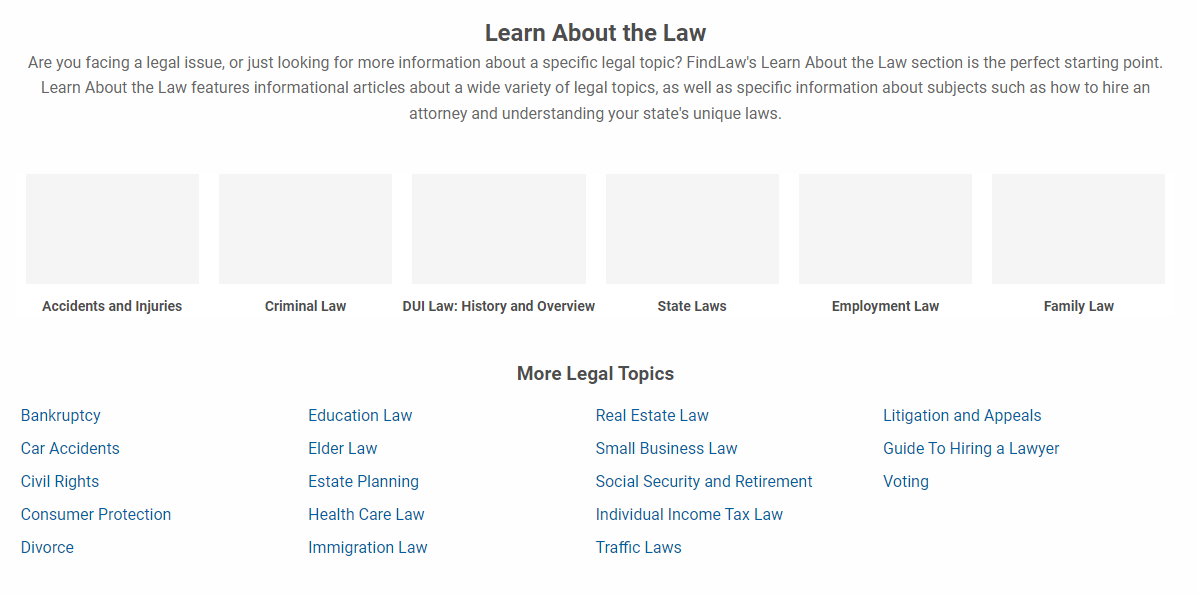 Learn About the Law
Are you facing a legal issue, or just looking for more information about a specific legal topic? FindLaw's Learn About the Law section is the perfect starting point.
Learn About the Law features informational articles about a wide variety of legal topics, as well as specific information about subjects such as how to hire an
attorney and understanding your state's unique laws.
Accidents and Injuries
Criminal Law
DUI Law: History and Overview
State Laws
Employment Law
Family Law
More Legal Topics
Bankruptcy
Car Accidents
Civil Rights
Consumer Protection
Divorce
Education Law
Elder Law
Estate Planning
Health Care Law
Immigration Law
Real Estate Law
Small Business Law
Social Security and Retirement
Individual Income Tax Law
Traffic Laws
Litigation and Appeals
Guide To Hiring a Lawyer
Voting